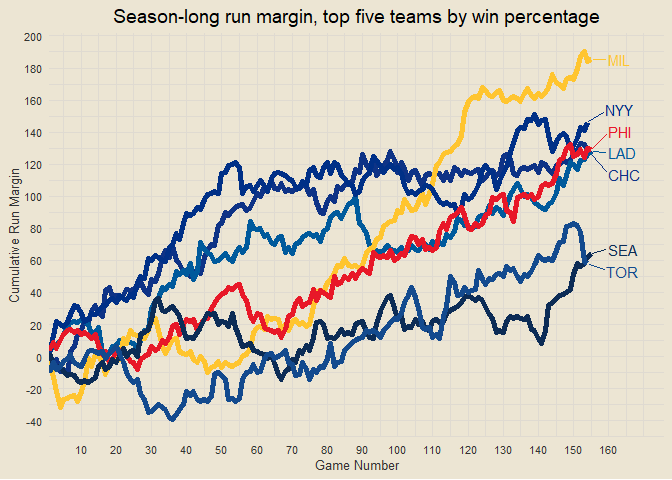 Season-long run margin, top five teams by win percentage
Cumulative Run Margin
200
180
160
140
120
100
80
60
40
20
0
-20
-40
MIL
NYY
PHI
LAD
CHC
SEA
TOR
10 20 30 40 50 60 70 80 90 100 110 120 130 140 150 160
Game Number